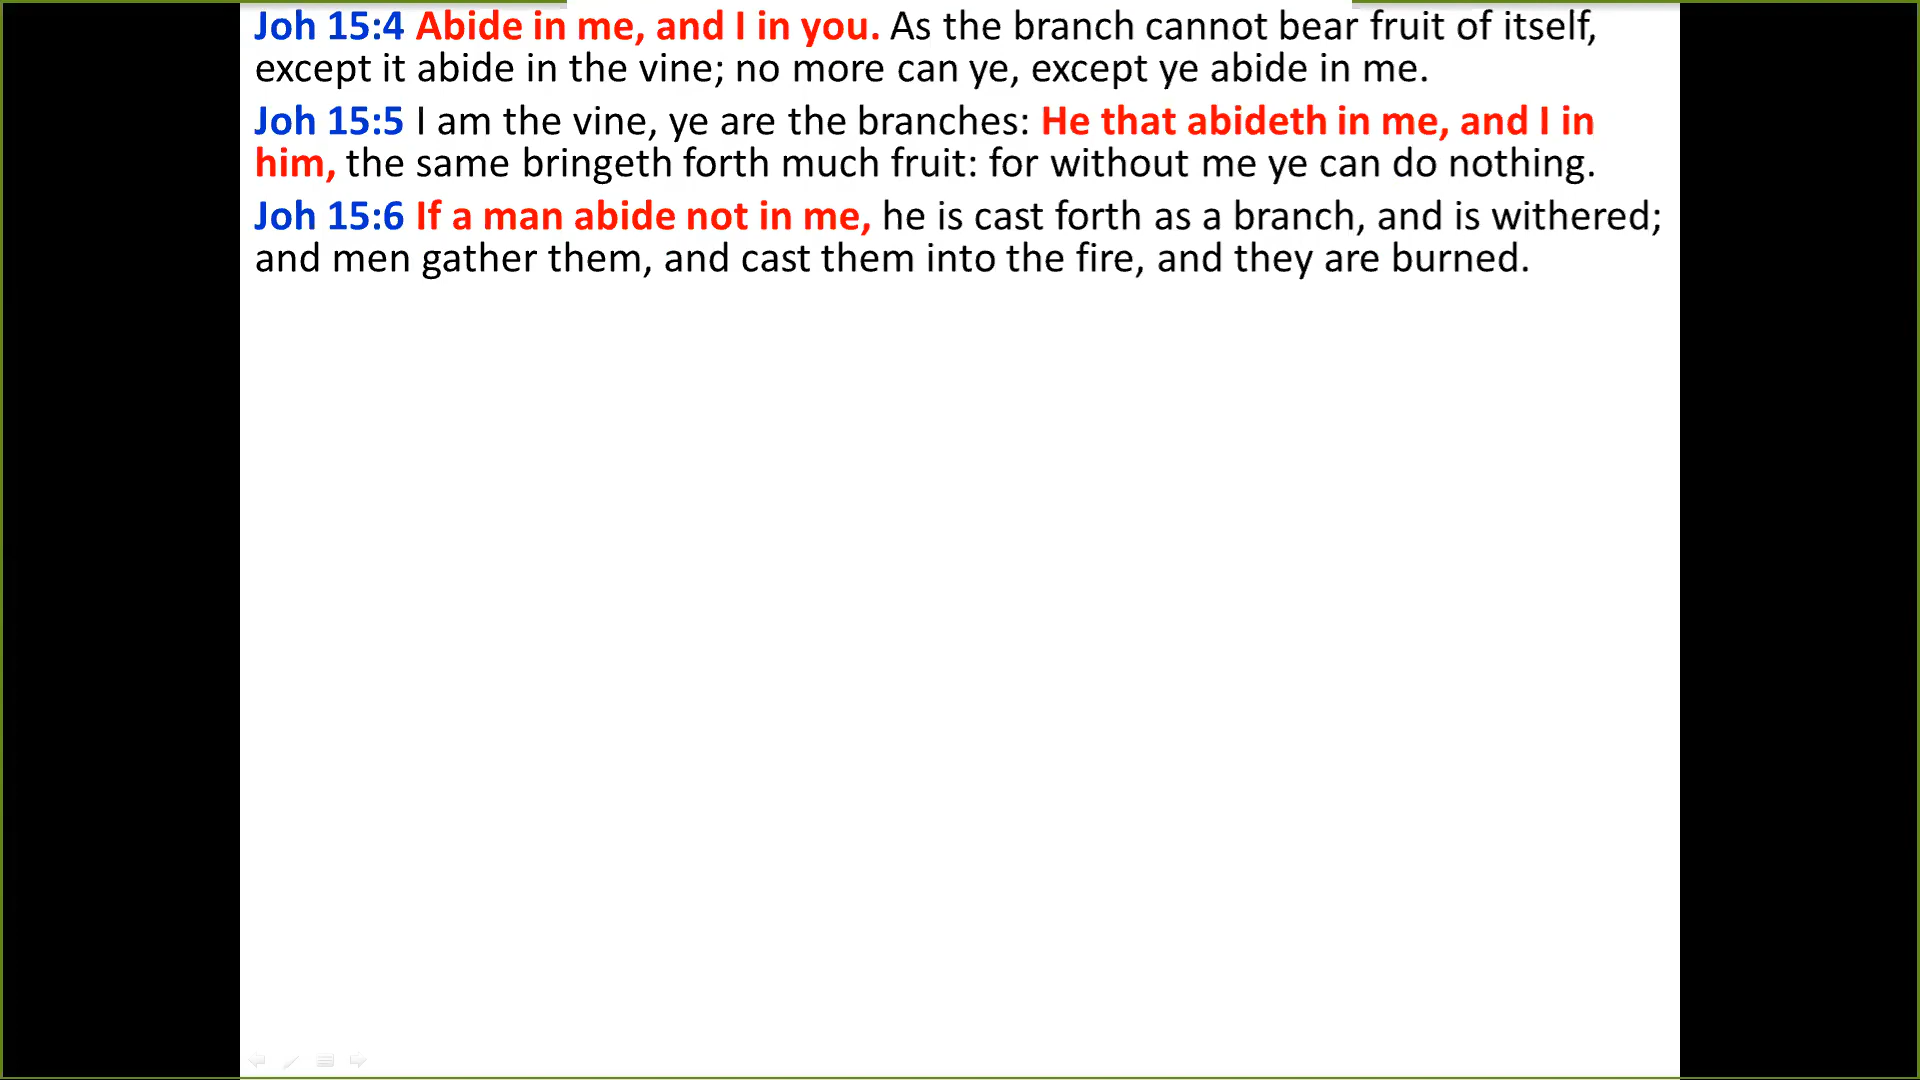 Joh 15:4 Abide in me, and I in you. As the branch cannot bear fruit of itself,
except it abide in the vine; no more can ye, except ye abide in me.
Joh 15:5 I am the vine, ye are the branches: He that abideth in me, and I in
him, the same bringeth forth much fruit: for without me ye can do nothing.
Joh 15:6 If a man abide not in me, he is cast forth as a branch, and is withered;
and men gather them, and cast them into the fire, and they are burned.